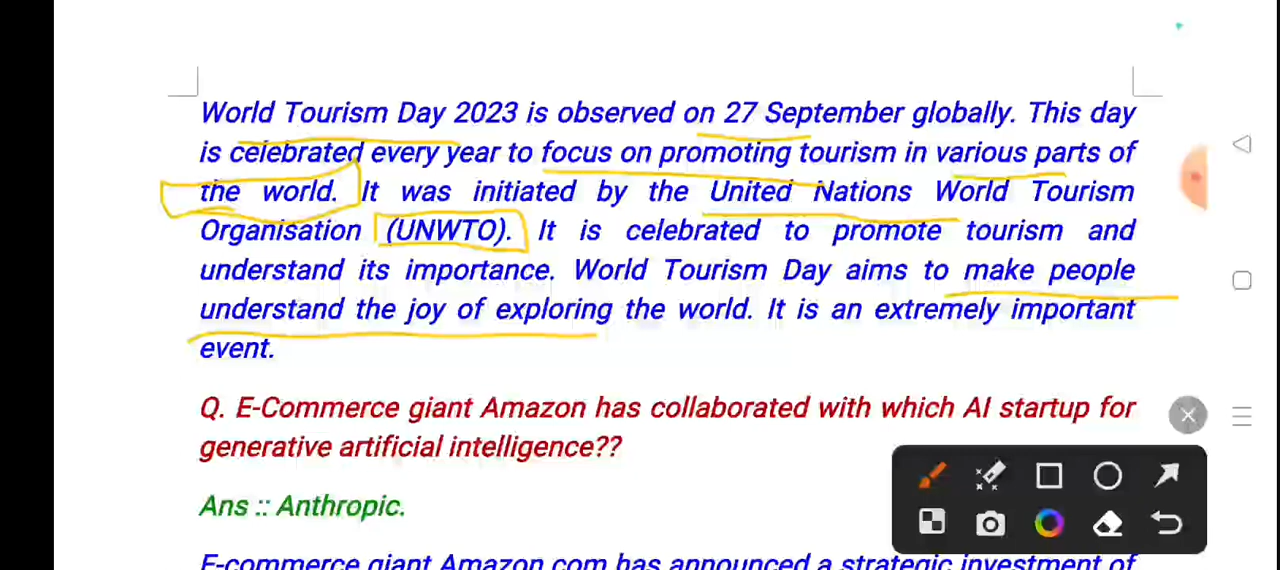 World Tourism Day 2023 is observed on 27 September globally. This day
is celebrated every year to focus on promoting tourism in various parts of
the world. It was initiated by the United Nations World Tourism
Organisation (UNWTO). It is celebrated to promote tourism and
understand its importance. World Tourism Day aims to make people
understand the joy of exploring the world. It is an extremely important
event.
Q. E-Commerce giant Amazon has collaborated with which AI startup for
generative artificial intelligence??
Ans :: Anthropic.
E-commerce giant Amazon.com has announced a strategic investment of